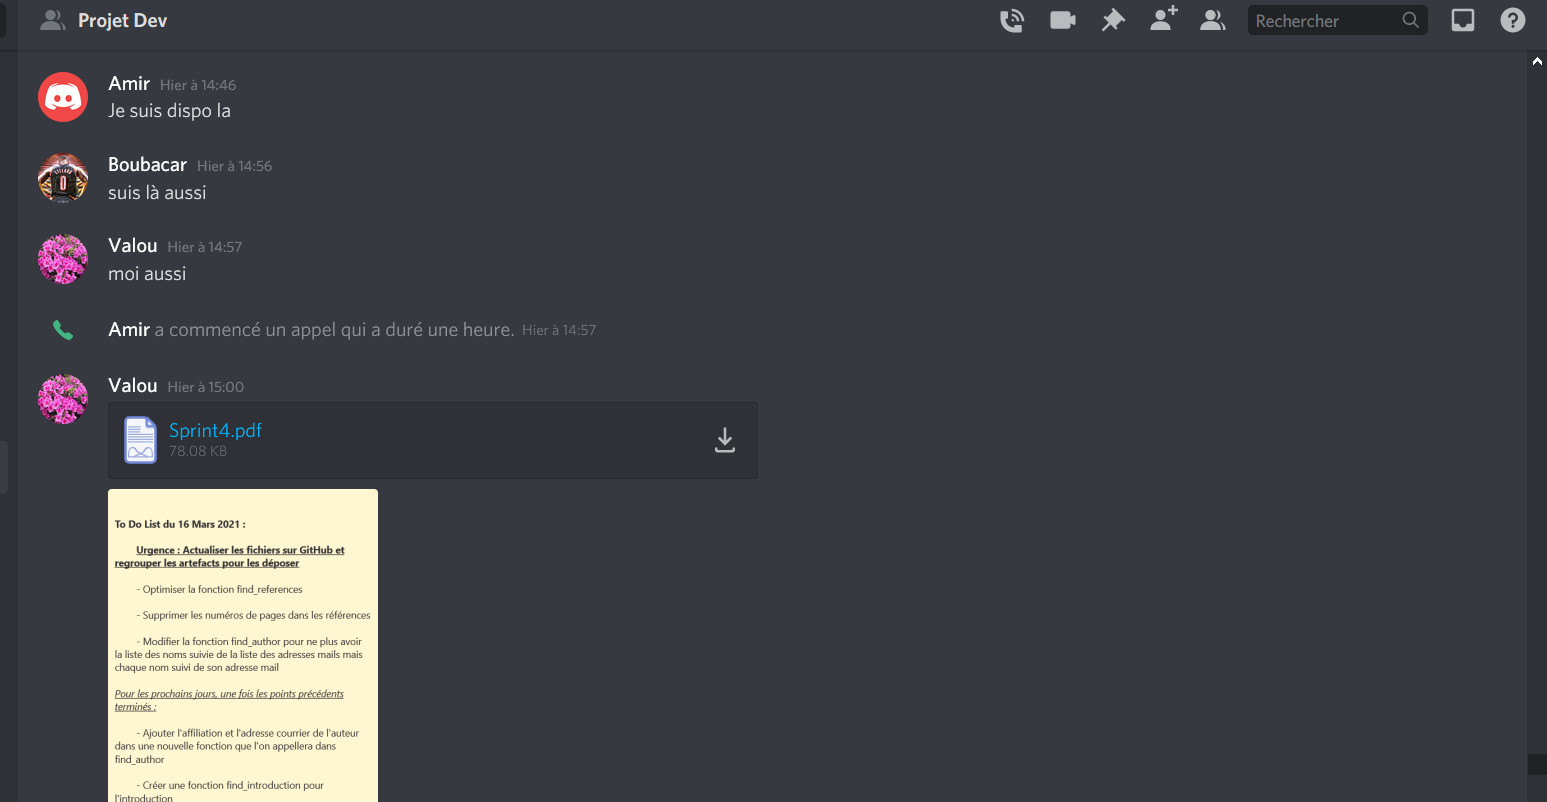 Projet Dev
Rechercher
Amir Hier à 14:46
Je suis dispo la
Boubacar Hier à 14:56
suis là aussi
Valou Hier à 14:57
moi aussi
Amir a commencé un appel qui a duré une heure. Hier à 14:57
Valou Hier à 15:00
Sprint4.pdf
78.08 KB
To Do List du 16 Mars 2021 :
Urgence : Actualiser les fichiers sur GitHub et
regrouper les artefacts pour les déposer
- Optimiser la fonction find_references
- Supprimer les numéros de pages dans les références
- Modifier la fonction find_author pour ne plus avoir
la liste des noms suivie de la liste des adresses mails mais
chaque nom suivi de son adresse mail
Pour les prochains jours, une fois les points précédents
terminés :
- Ajouter l'affiliation et l'adresse courrier de l'auteur
dans une nouvelle fonction que l'on appellera dans
find_author
- Créer une fonction find_introduction pour
l'introduction